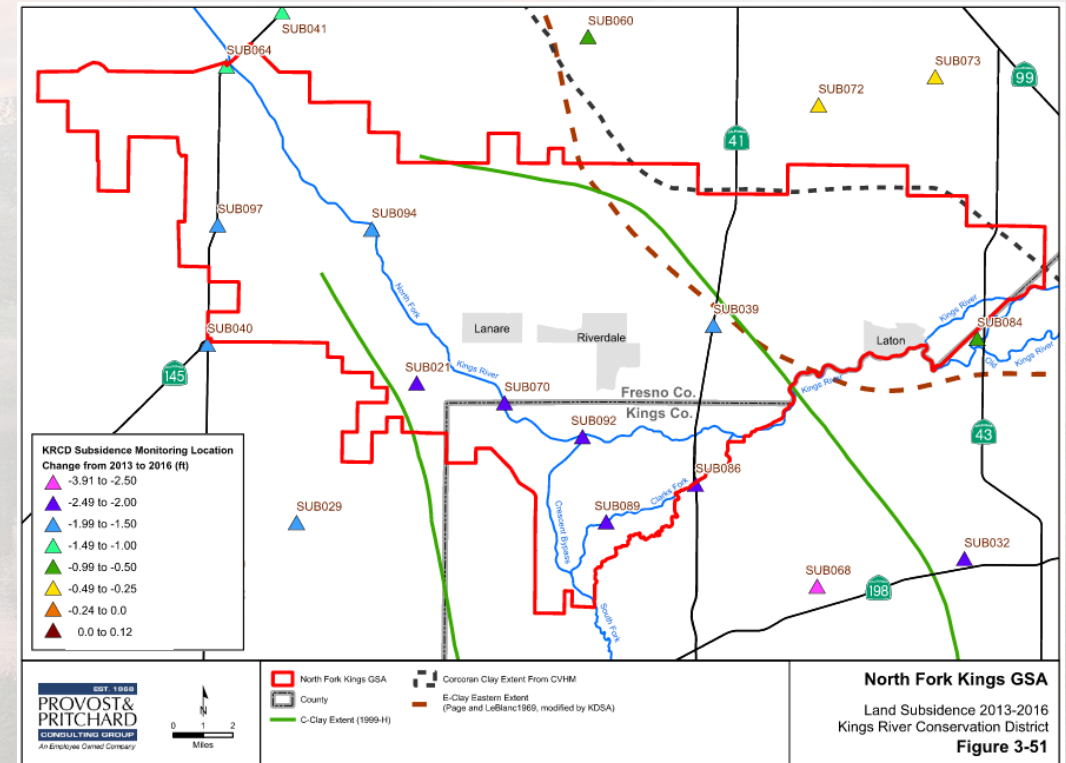 SUB041
SUB060
SUB064
SUB073
99
SUB072
41
SUB097
SUB094
North Fork
SUB039
Kings River
SUB084
Lanare
Riverdale
Laton
Old
Kings River
SUB040
145
Kings River
SUB021
SUB070
Kings River
Fresno Co.
Kings Co.
SUB092
43
SUB086
Clarks Fork
Crescent Bypass
SUB089
SUB029
SUB032
SUB068
198
South Fork
KRCD Subsidence Monitoring Location
Change from 2013 to 2016 (ft)
-3.91 to -2.50
-2.49 to -2.00
-1.99 to -1.50
-1.49 to -1.00
-0.99 to -0.50
-0.49 to -0.25
-0.24 to 0.0
0.0 to 0.12
EST. 1968
PROVOST&
PRITCHARD
CONSULTING GROUP
An Employee Owned Company
N
0 1 2
Miles
North Fork Kings GSA
County
C-Clay Extent (1999-H)
Corcoran Clay Extent From CVHM
E-Clay Eastern Extent
(Page and LeBlanc1969, modified by KDSA)
North Fork Kings GSA
Land Subsidence 2013-2016
Kings River Conservation District
Figure 3-51